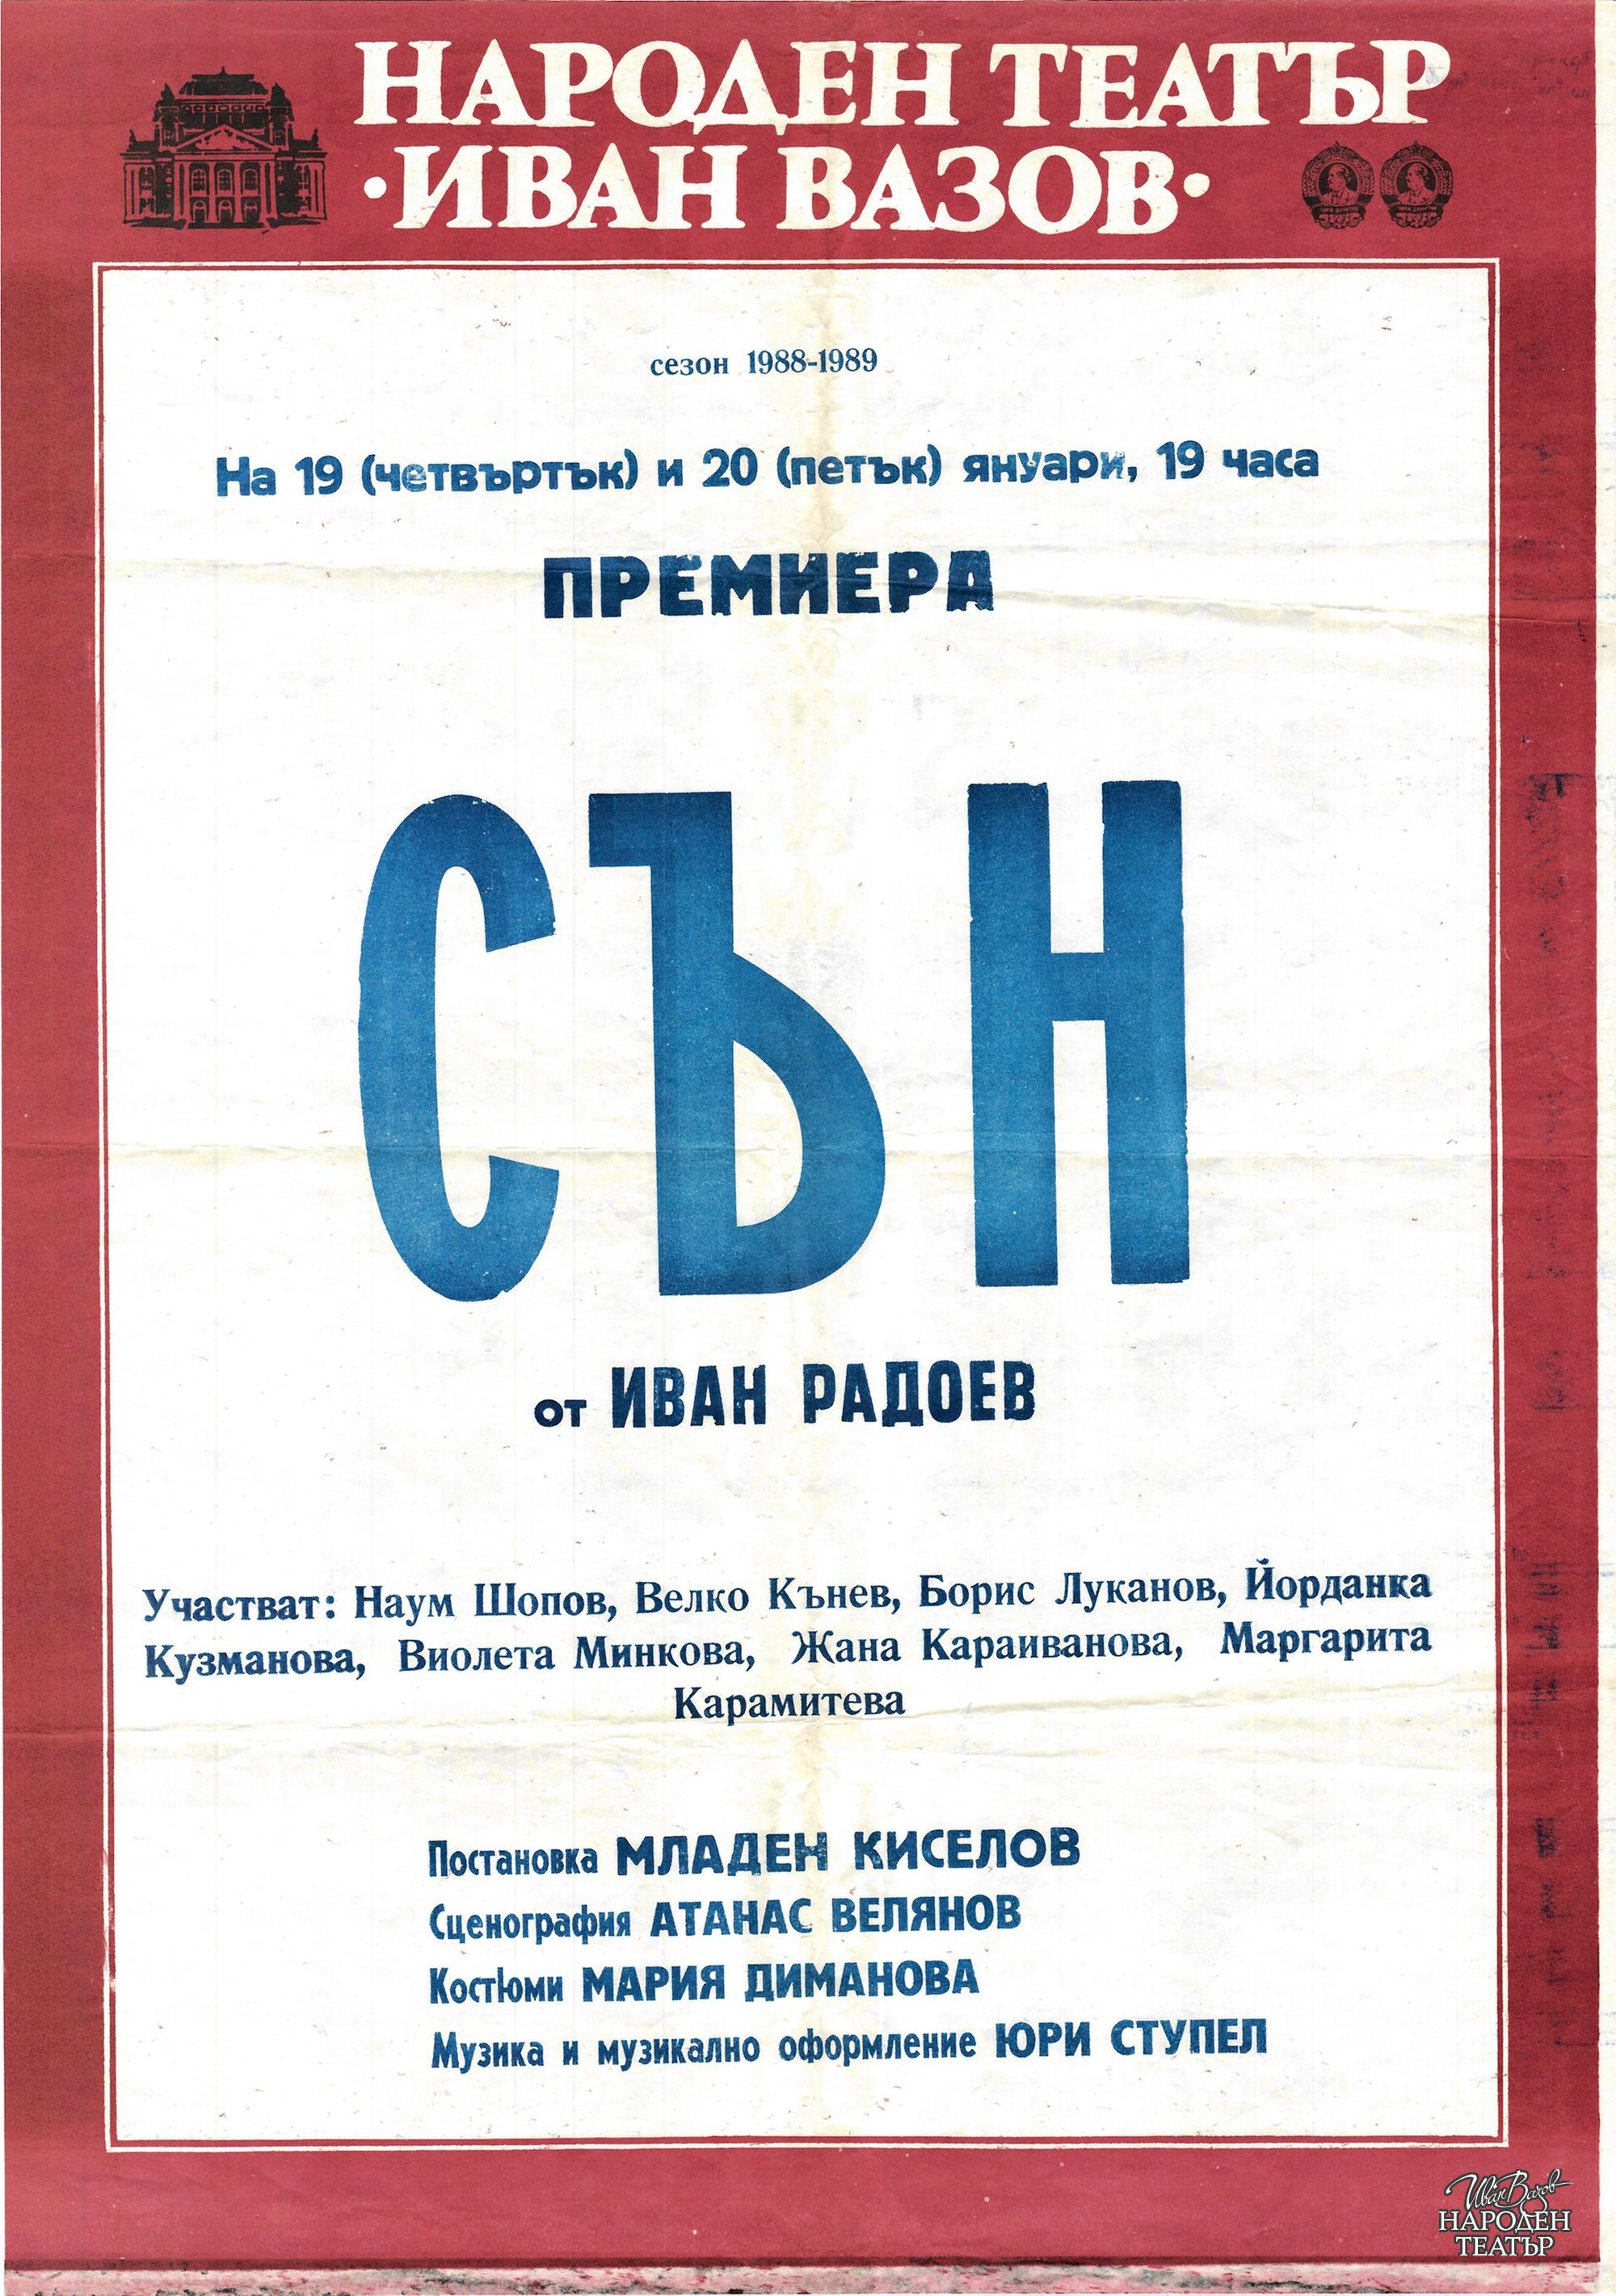 НАРОДЕН ТЕАТЪР
·ИВАН ВАЗОВ·
сезон 1988-1989
На 19 (четвъртък) и 20 (петък) януари, 19 часа
ПРЕМИЕРА
СЪН
от ИВАН РАДОЕВ
Участват: Наум Шопов, Велко Кънев, Борис Луканов, Йорданка
Кузманова, Виолета Минкова, Жана Караиванова, Маргарита
Карамитева
Постановка МЛАДЕН КИСЕЛОВ
Сценография АТАНАС ВЕЛЯНОВ
Костюми МАРИЯ ДИМАНОВА
Музика и музикално оформление ЮРИ СТУПЕЛ
Иван Вазов
НАРОДЕН
ТЕАТЪР